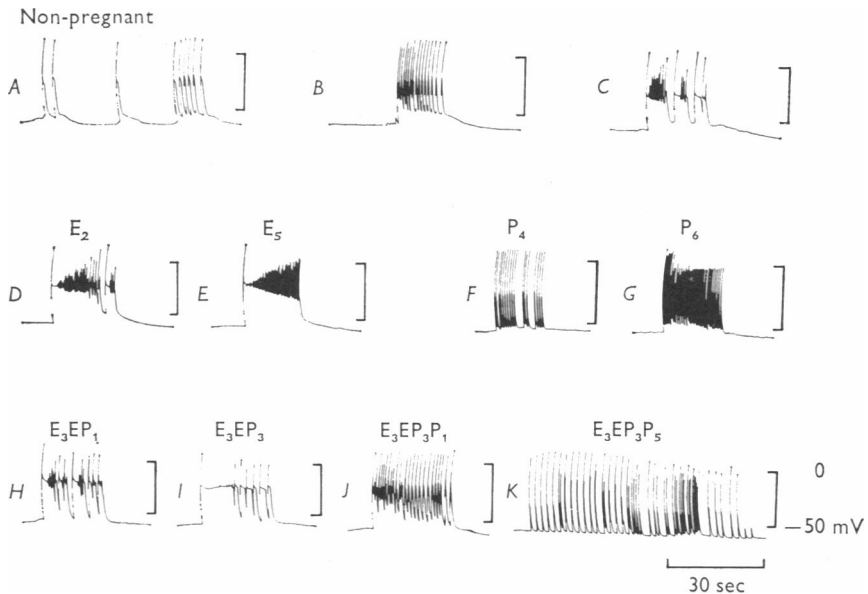 Non-pregnant
A
B
C
E₂
E₅
P₄
P₆
D
E
F
G
E₃EP₁
E₃EP₃
E₃EP₃P₁
E₃EP₃P₅
H
I
J
K
0
—50 mV
30 sec